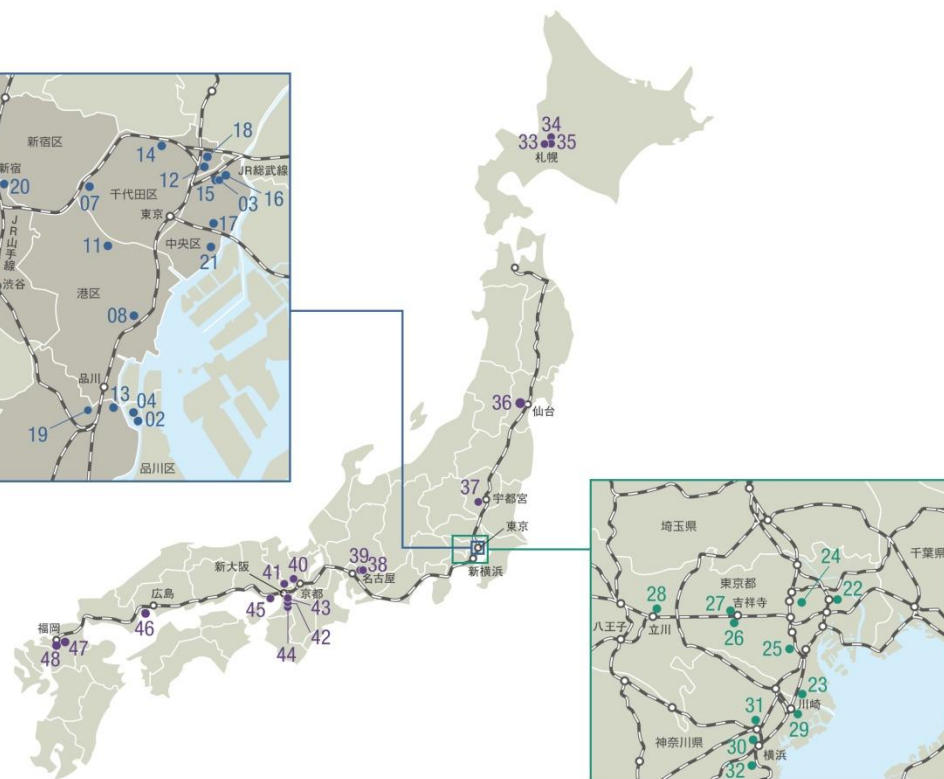 新宿区
新宿
20
14
18
12
07
千代田区
15
JR総武線
03
16
東京
17
11
中央区
21
JR山手線
渋谷
港区
08
品川
13
04
02
19
品川区
34
33
35
札幌
36
仙台
37
宇都宮
東京
新横浜
39
38
名古屋
新大阪
41
40
京都
広島
45
43
42
44
46
福岡
47
48
埼玉県
千葉県
東京都
24
22
28
27
吉祥寺
八王子
立川
26
25
23
川崎
31
29
神奈川県
30
横浜
32